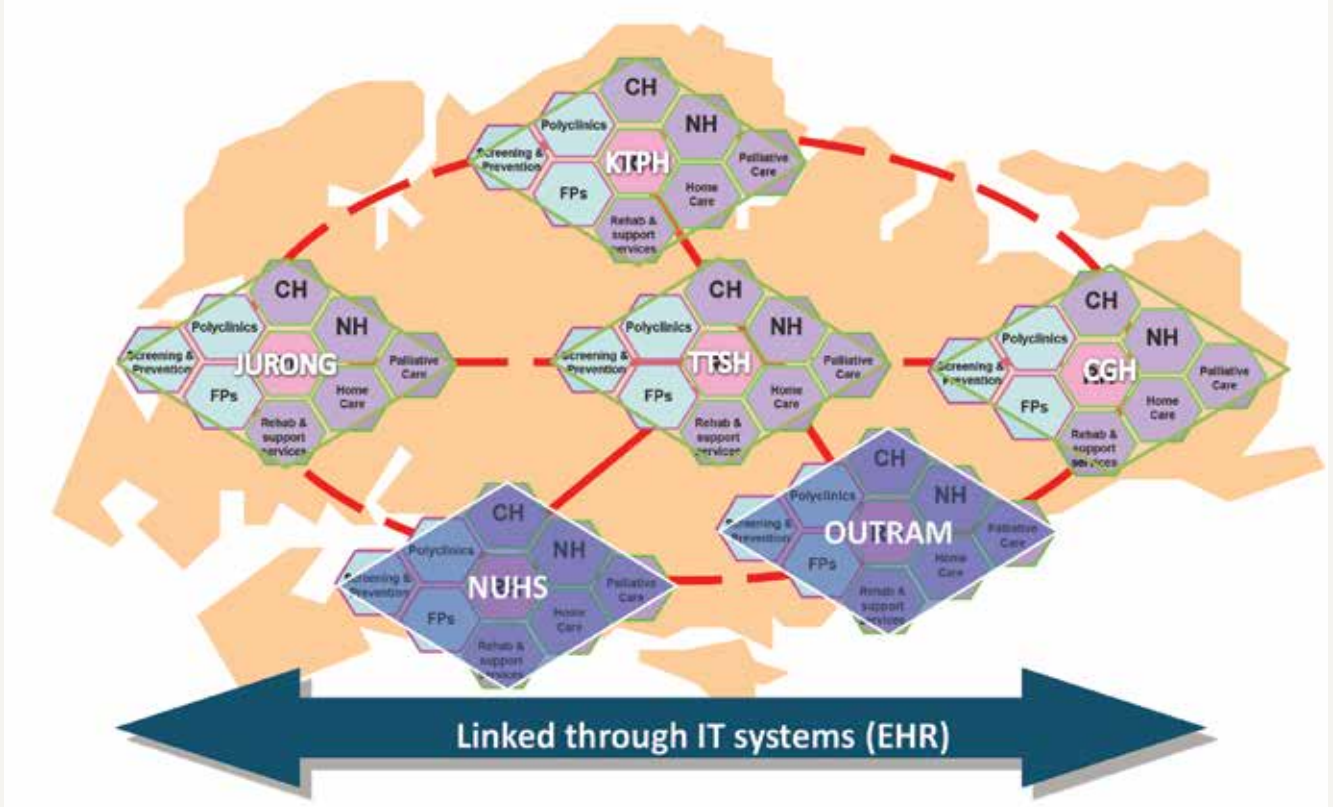 CH
Polyclinics
NH
Screening &
Prevention
KTPH
Palliative
Care
FPs
Home
Care
Rehab &
support
services
CH
Polyclinics
NH
Screening &
Prevention
JURONG
Palliative
Care
FPs
Home
Care
Rehab &
support
services
CH
Polyclinics
NH
Screening &
Prevention
TTSH
Palliative
Care
FPs
Home
Care
Rehab &
support
services
CH
Polyclinics
NH
Screening &
Prevention
CGH
Palliative
Care
FPs
Home
Care
Rehab &
support
services
CH
Polyclinics
NH
Screening &
Prevention
OUTRAM
Palliative
Care
FPs
Home
Care
Rehab &
support
services
CH
Polyclinics
NH
Screening &
Prevention
NUHS
Palliative
Care
FPs
Home
Care
Rehab &
support
services
Linked through IT systems (EHR)